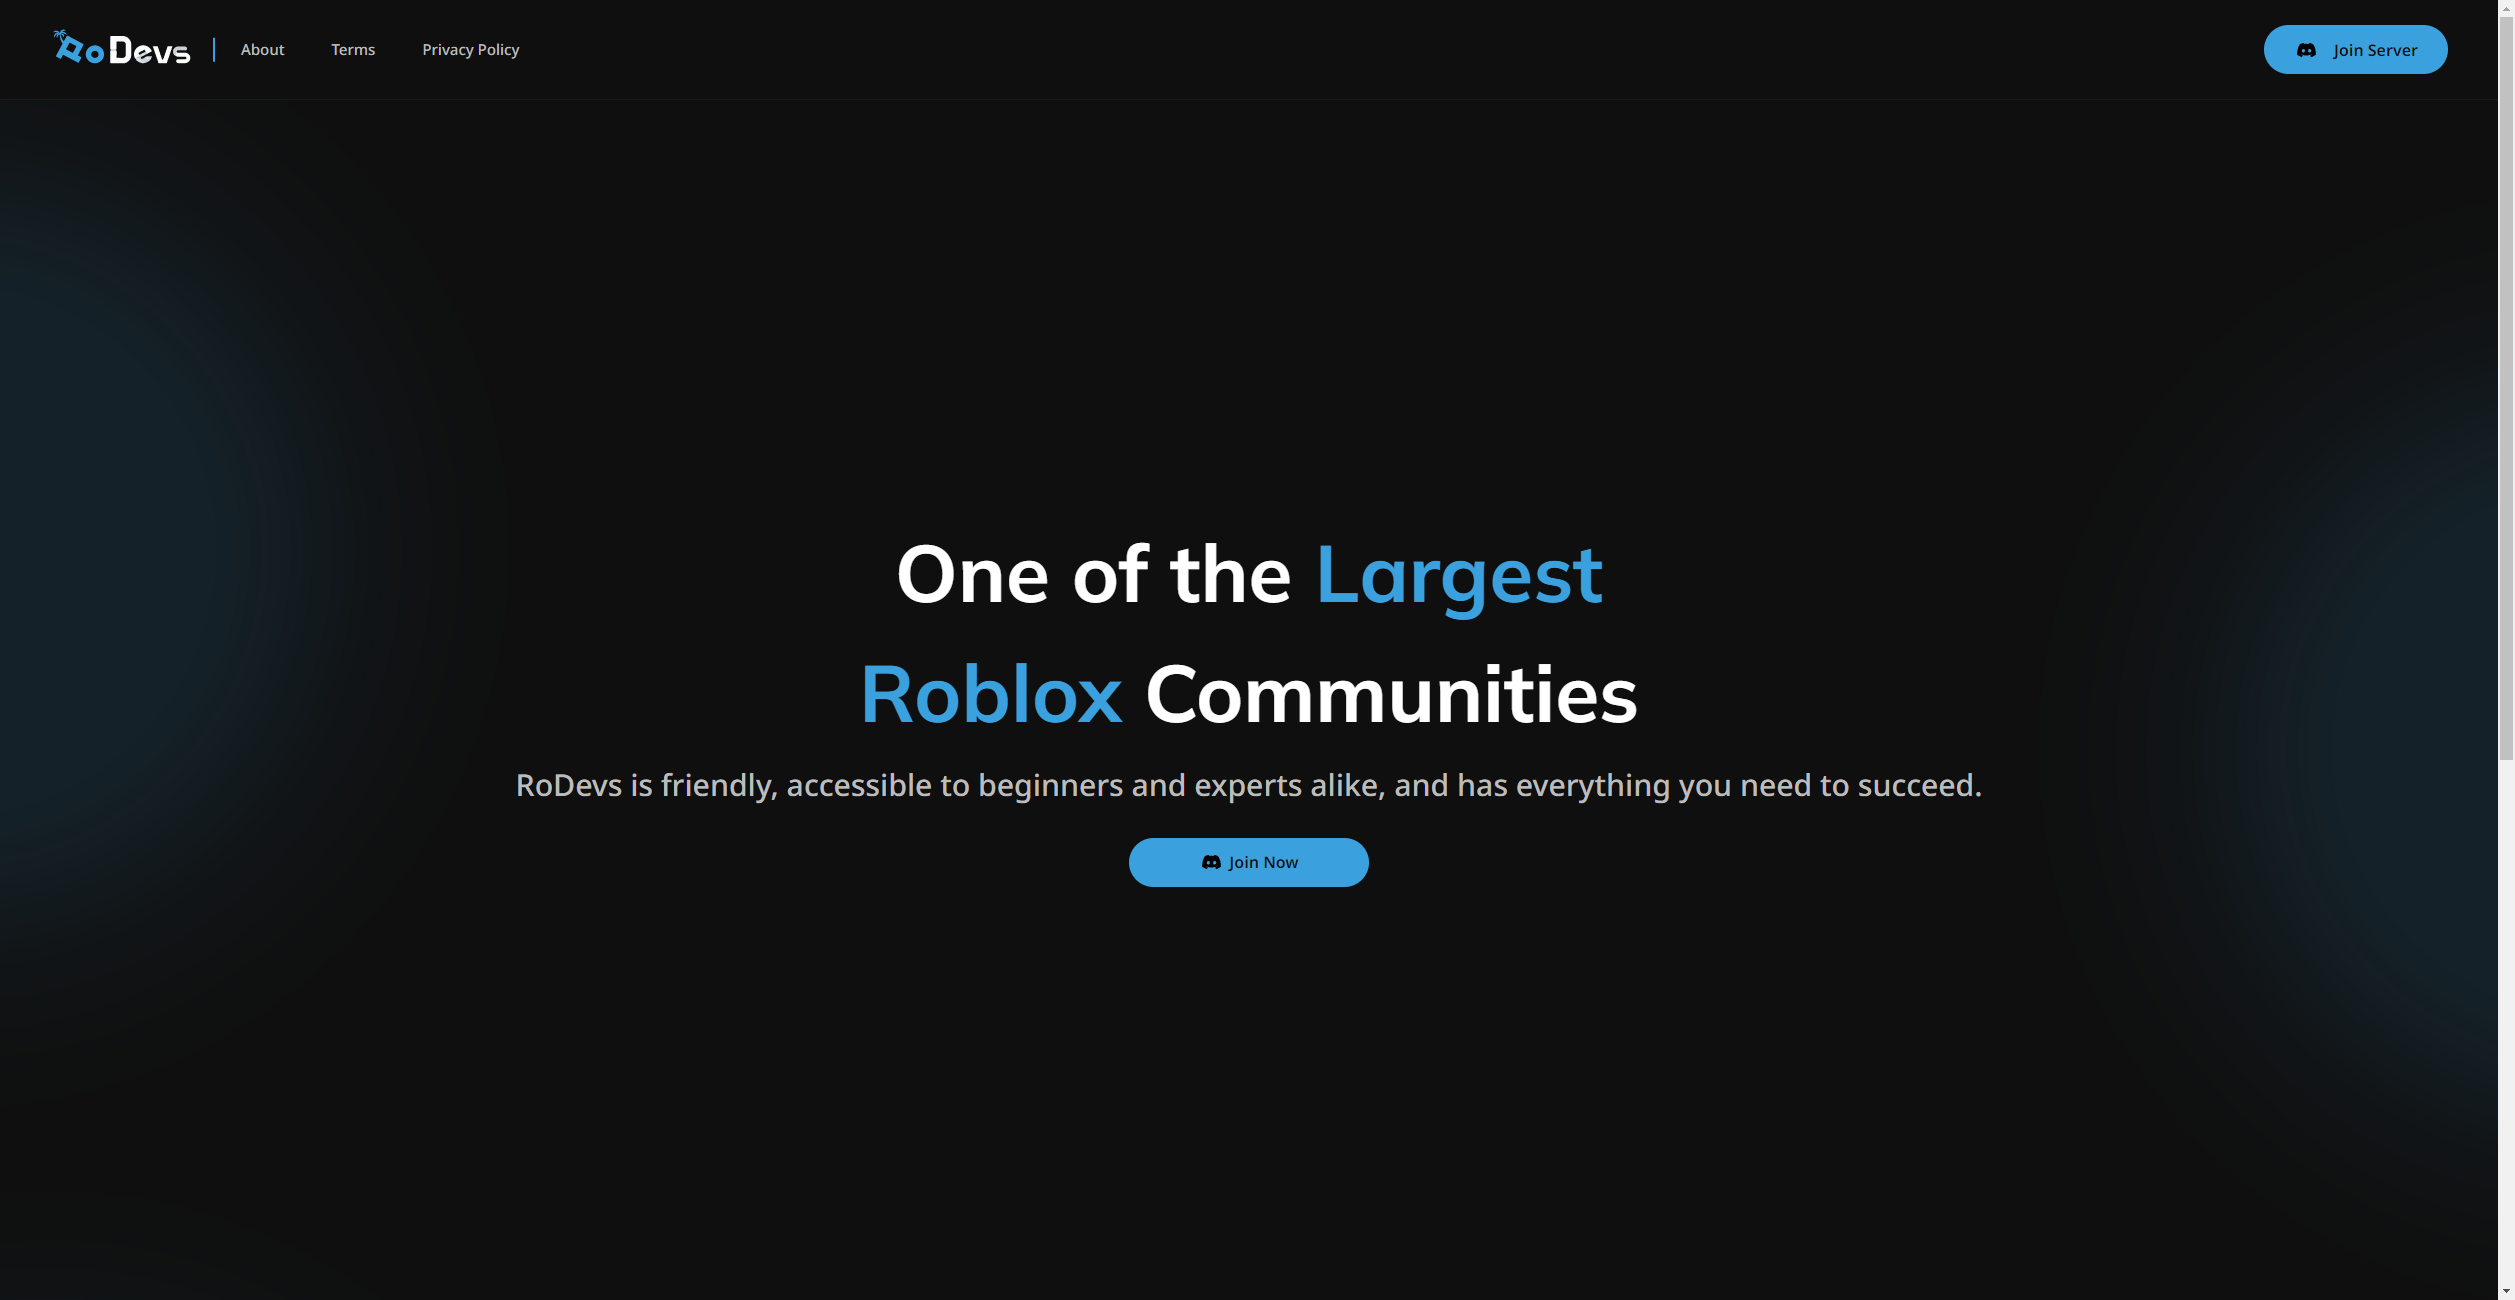 RoDevs
About
Terms
Privacy Policy
Join Server
One of the Largest
Roblox Communities
RoDevs is friendly, accessible to beginners and experts alike, and has everything you need to succeed.
Join Now